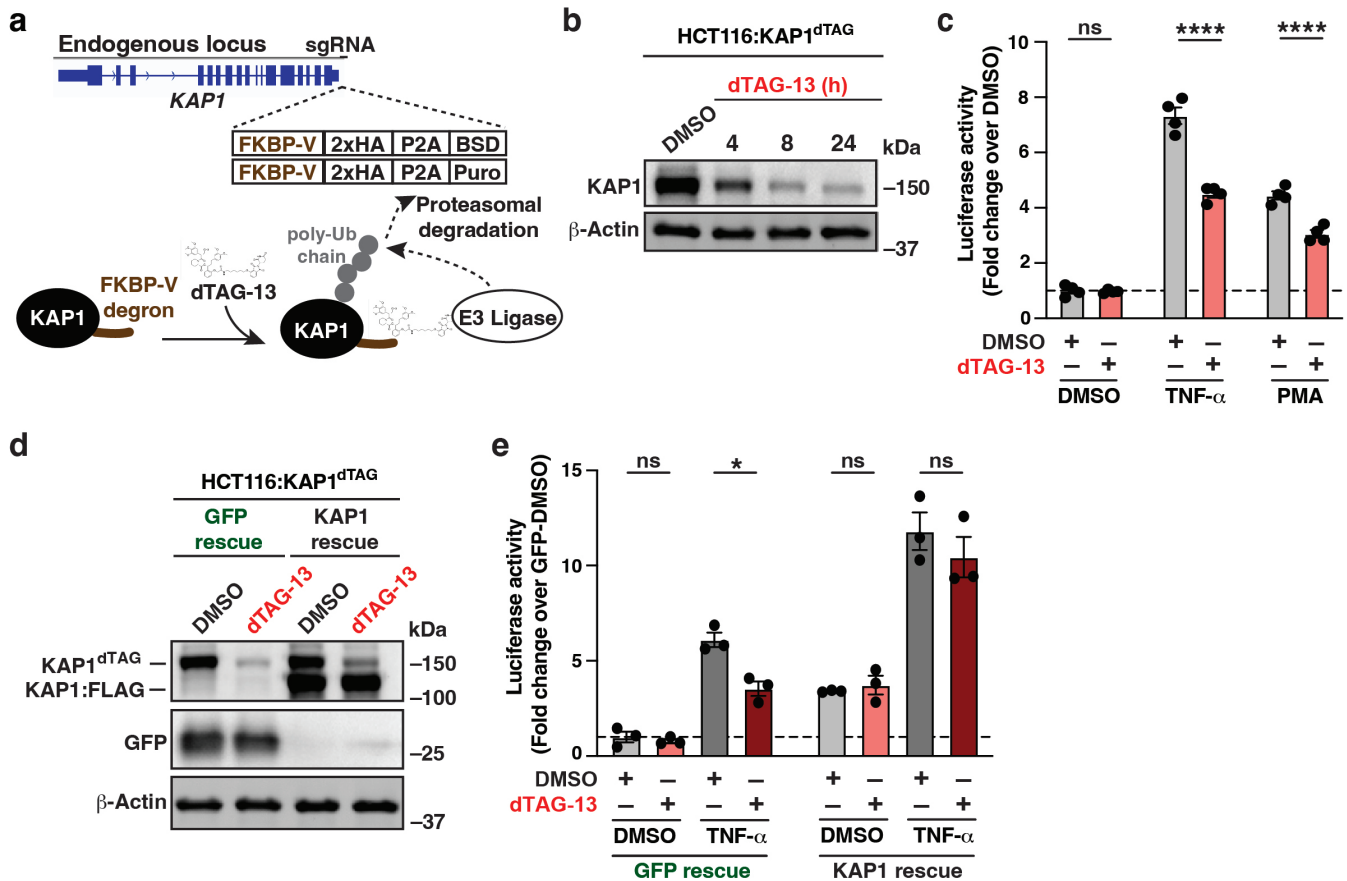 a
Endogenous locus sgRNA
KAP1
FKBP-V 2xHA P2A BSD
FKBP-V 2xHA P2A Puro
Proteasomal
degradation
poly-Ub
chain
FKBP-V
degron
dTAG-13
KAP1
KAP1
E3 Ligase
b
HCT116:KAP1dTAG
dTAG-13 (h)
DMSO 4 8 24 kDa
KAP1 –150
β-Actin
–37
c
Luciferase activity
(Fold change over DMSO)
ns **** ****
10
8
6
4
2
0
DMSO + – + – + –
dTAG-13 – + – + – +
DMSO TNF-α PMA
d
HCT116:KAP1dTAG
GFP
rescue
KAP1
rescue
DMSO dTAG-13 DMSO dTAG-13
kDa
KAP1dTAG – –150
KAP1:FLAG – –100
GFP
–25
β-Actin
–37
e
Luciferase activity
(Fold change over GFP-DMSO)
ns * ns ns
15
10
5
0
DMSO + – + – + – + –
dTAG-13 – + – + – + – +
DMSO TNF-α DMSO TNF-α
GFP rescue KAP1 rescue